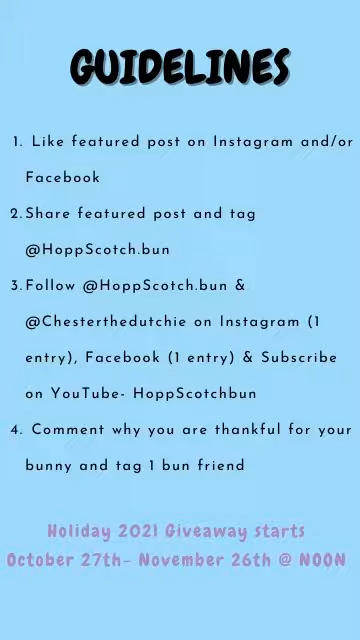 GUIDELINES
1. Like featured post on Instagram and/or
Facebook
2. Share featured post and tag
@HoppScotch.bun
3. Follow @HoppScotch.bun &
@Chesterthedutchie on Instagram (1
entry), Facebook (1 entry) & Subscribe
on YouTube- HoppScotchbun
4. Comment why you are thankful for your
bunny and tag 1 bun friend
Holiday 2021 Giveaway starts
October 27th- November 26th @ NOON